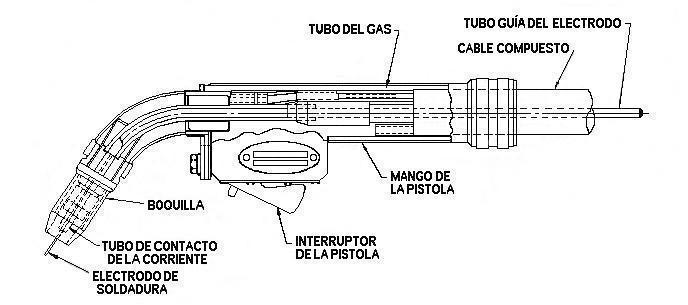 TUBO DEL GAS
TUBO GUÍA DEL ELECTRODO
CABLE COMPUESTO
MANGO DE
LA PISTOLA
BOQUILLA
INTERRUPTOR
DE LA PISTOLA
TUBO DE CONTACTO
DE LA CORRIENTE
ELECTRODO DE
SOLDADURA